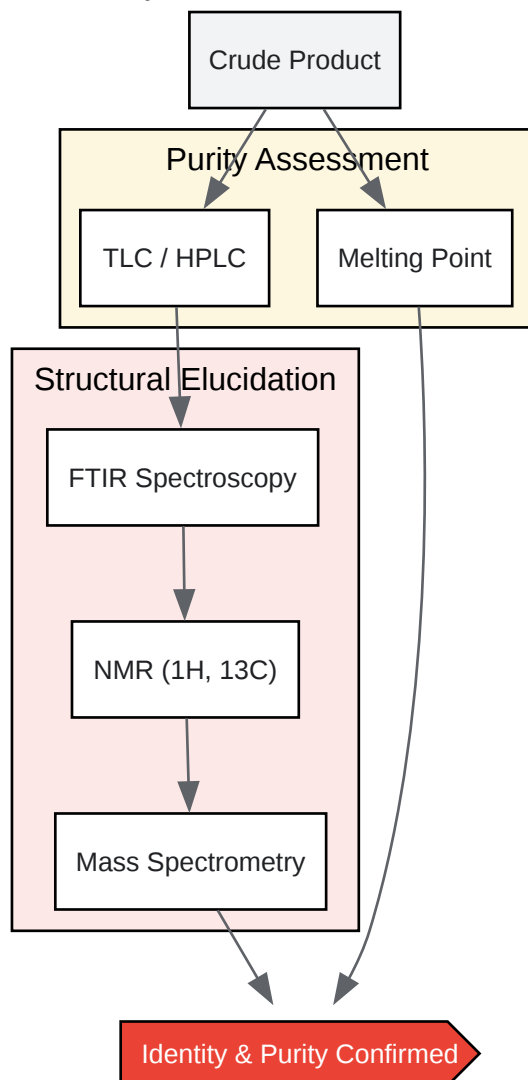 Crude Product
Purity Assessment
TLC / HPLC
Melting Point
Structural Elucidation
FTIR Spectroscopy
NMR (1H, 13C)
Mass Spectrometry
Identity & Purity Confirmed